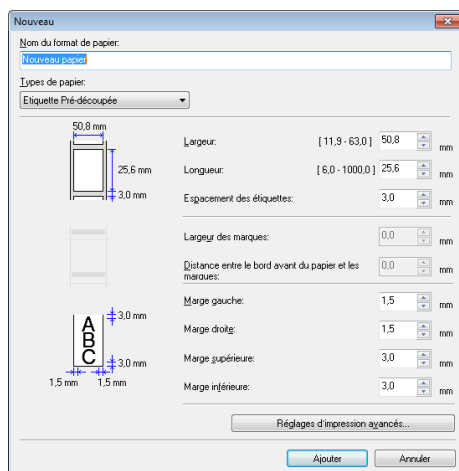 Nouveau
Nom du format de papier:
Nouveau papier
Types de papier:
Etiquette Pré-découpée
50,8 mm
25,6 mm
3,0 mm
Largeur: [ 11,9 - 63,0 ] 50,8 mm
Longueur: [ 6,0 - 1000,0 ] 25,6 mm
Espacement des étiquettes: 3,0 mm
Largeur des marques: 0,0 mm
Distance entre le bord avant du papier et les
marques: 0,0 mm
3,0 mm
A
B
C
3,0 mm
1,5 mm 1,5 mm
Marge gauche: 1,5 mm
Marge droite: 1,5 mm
Marge supérieure: 3,0 mm
Marge inférieure: 3,0 mm
Réglages d'impression avancés...
Ajouter Annuler